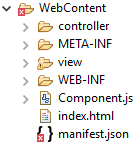 WebContent
controller
META-INF
view
WEB-INF
Component.js
index.html
manifest.json